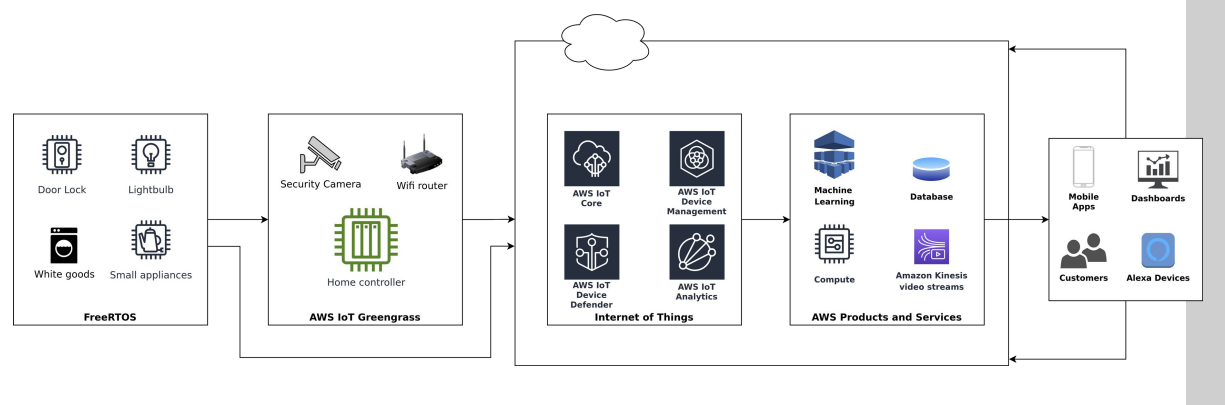 Door Lock
Lightbulb
White goods
Small appliances
FreeRTOS
Security Camera
Wifi router
Home controller
AWS IoT Greengrass
AWS IoT
Core
AWS IoT
Device
Management
AWS IoT
Device
Defender
AWS IoT
Analytics
Internet of Things
Machine
Learning
Database
Compute
Amazon Kinesis
video streams
AWS Products and Services
Mobile
Apps
Dashboards
Customers
Alexa Devices